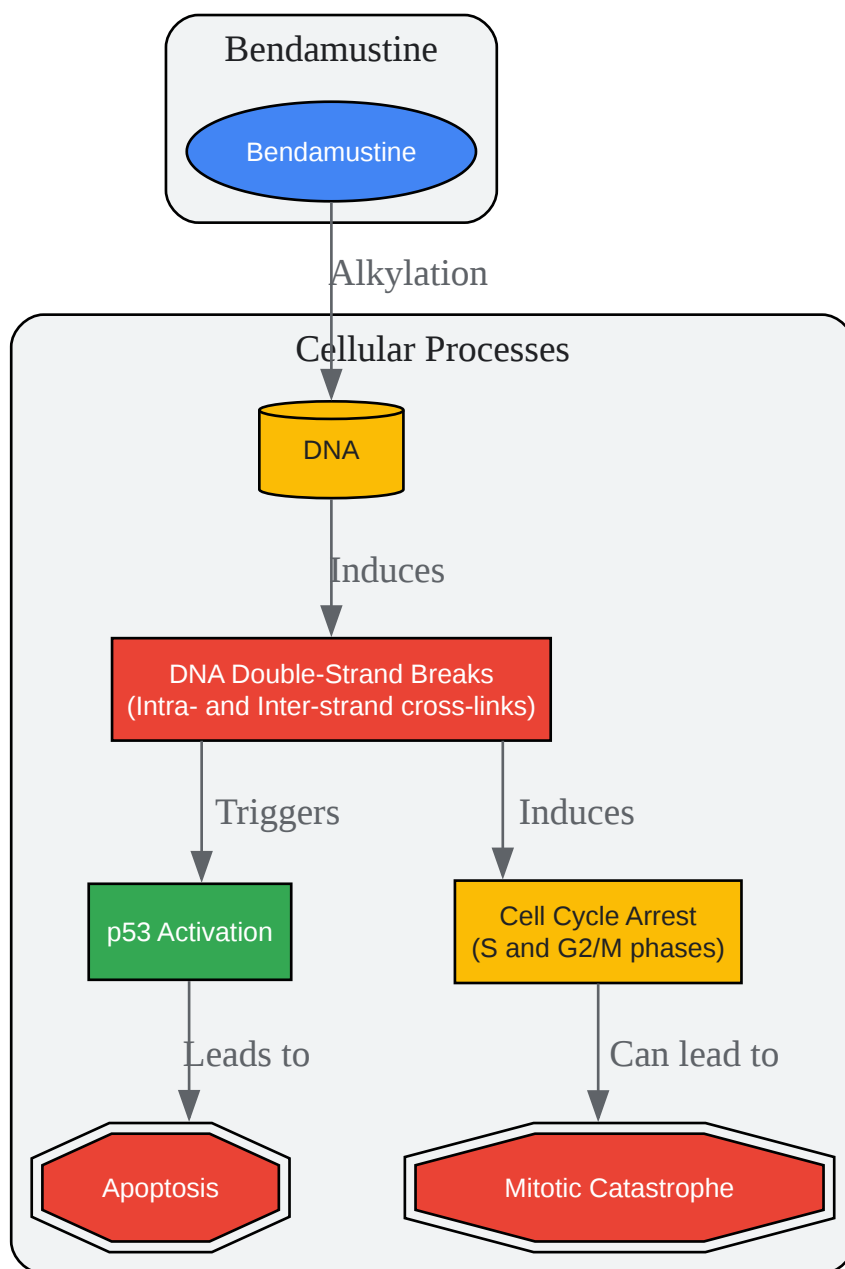 Bendamustine
Bendamustine
Alkylation
Cellular Processes
DNA
Induces
DNA Double-Strand Breaks
(Intra- and Inter-strand cross-links)
Triggers
Induces
p53 Activation
Cell Cycle Arrest
(S and G2/M phases)
Leads to
Can lead to
Apoptosis
Mitotic Catastrophe